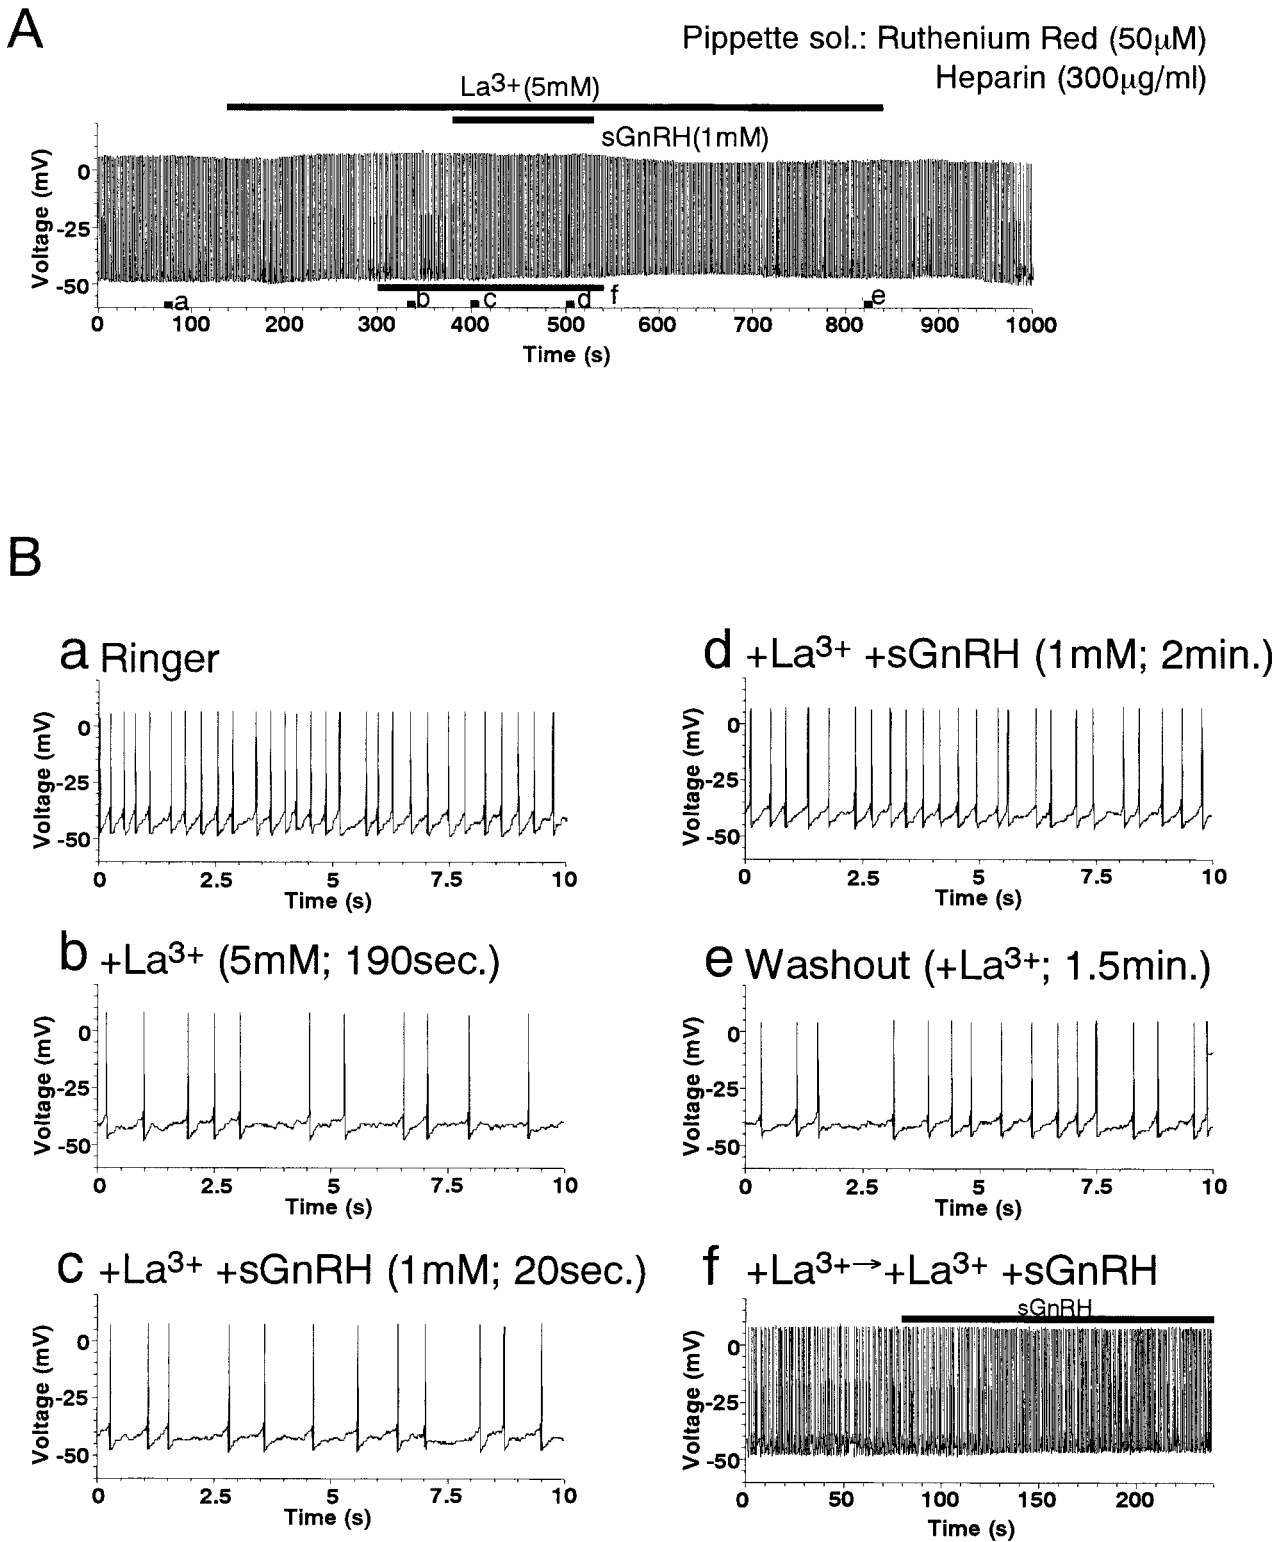 A
Pippette sol.: Ruthenium Red (50μM)
Heparin (300μg/ml)
La3+(5mM)
sGnRH(1mM)
Voltage (mV)
0
-25
-50
a
b
c
d
f
e
0 100 200 300 400 500 600 700 800 900 1000
Time (s)
B
a Ringer
Voltage (mV)
0
-25
-50
0 2.5 5 7.5 10
Time (s)
b +La3+ (5mM; 190sec.)
Voltage (mV)
0
-25
-50
0 2.5 5 7.5 10
Time (s)
c +La3+ +sGnRH (1mM; 20sec.)
Voltage (mV)
0
-25
-50
0 2.5 5 7.5 10
Time (s)
d +La3+ +sGnRH (1mM; 2min.)
Voltage (mV)
0
-25
-50
0 2.5 5 7.5 10
Time (s)
e Washout (+La3+; 1.5min.)
Voltage (mV)
0
-25
-50
0 2.5 5 7.5 10
Time (s)
f +La3+→+La3+ +sGnRH
sGnRH
Voltage (mV)
0
-25
-50
0 50 100 150 200
Time (s)